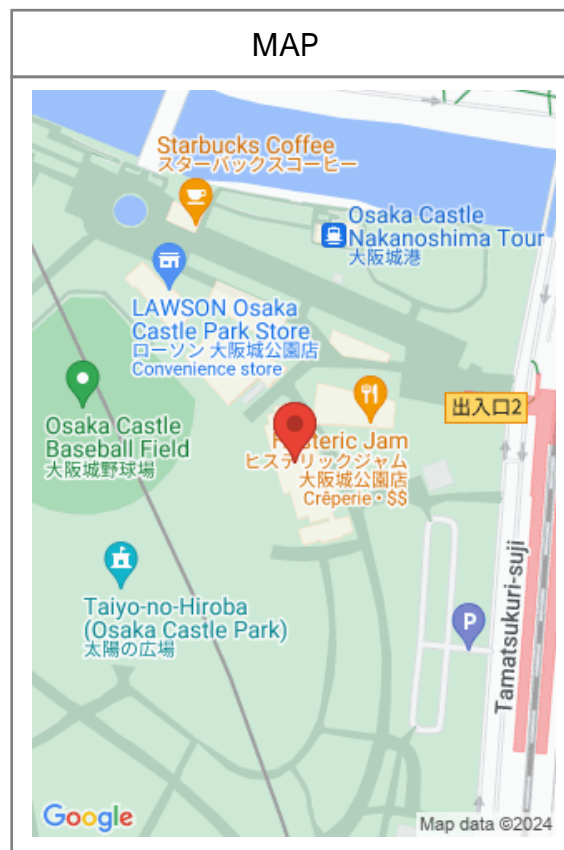 MAP
Starbucks Coffee
スターバックスコーヒー
Osaka Castle
Nakanoshima Tour
大阪城港
LAWSON Osaka
Castle Park Store
ローソン 大阪城公園店
Convenience store
出入口2
Osaka Castle
Baseball Field
大阪城野球場
teric Jam
ヒステリックジャム
大阪城公園店
Crêperie・$$
Taiyo-no-Hiroba
(Osaka Castle Park)
太陽の広場
P
Tamatsukuri-suji
Google
Map data ©2024